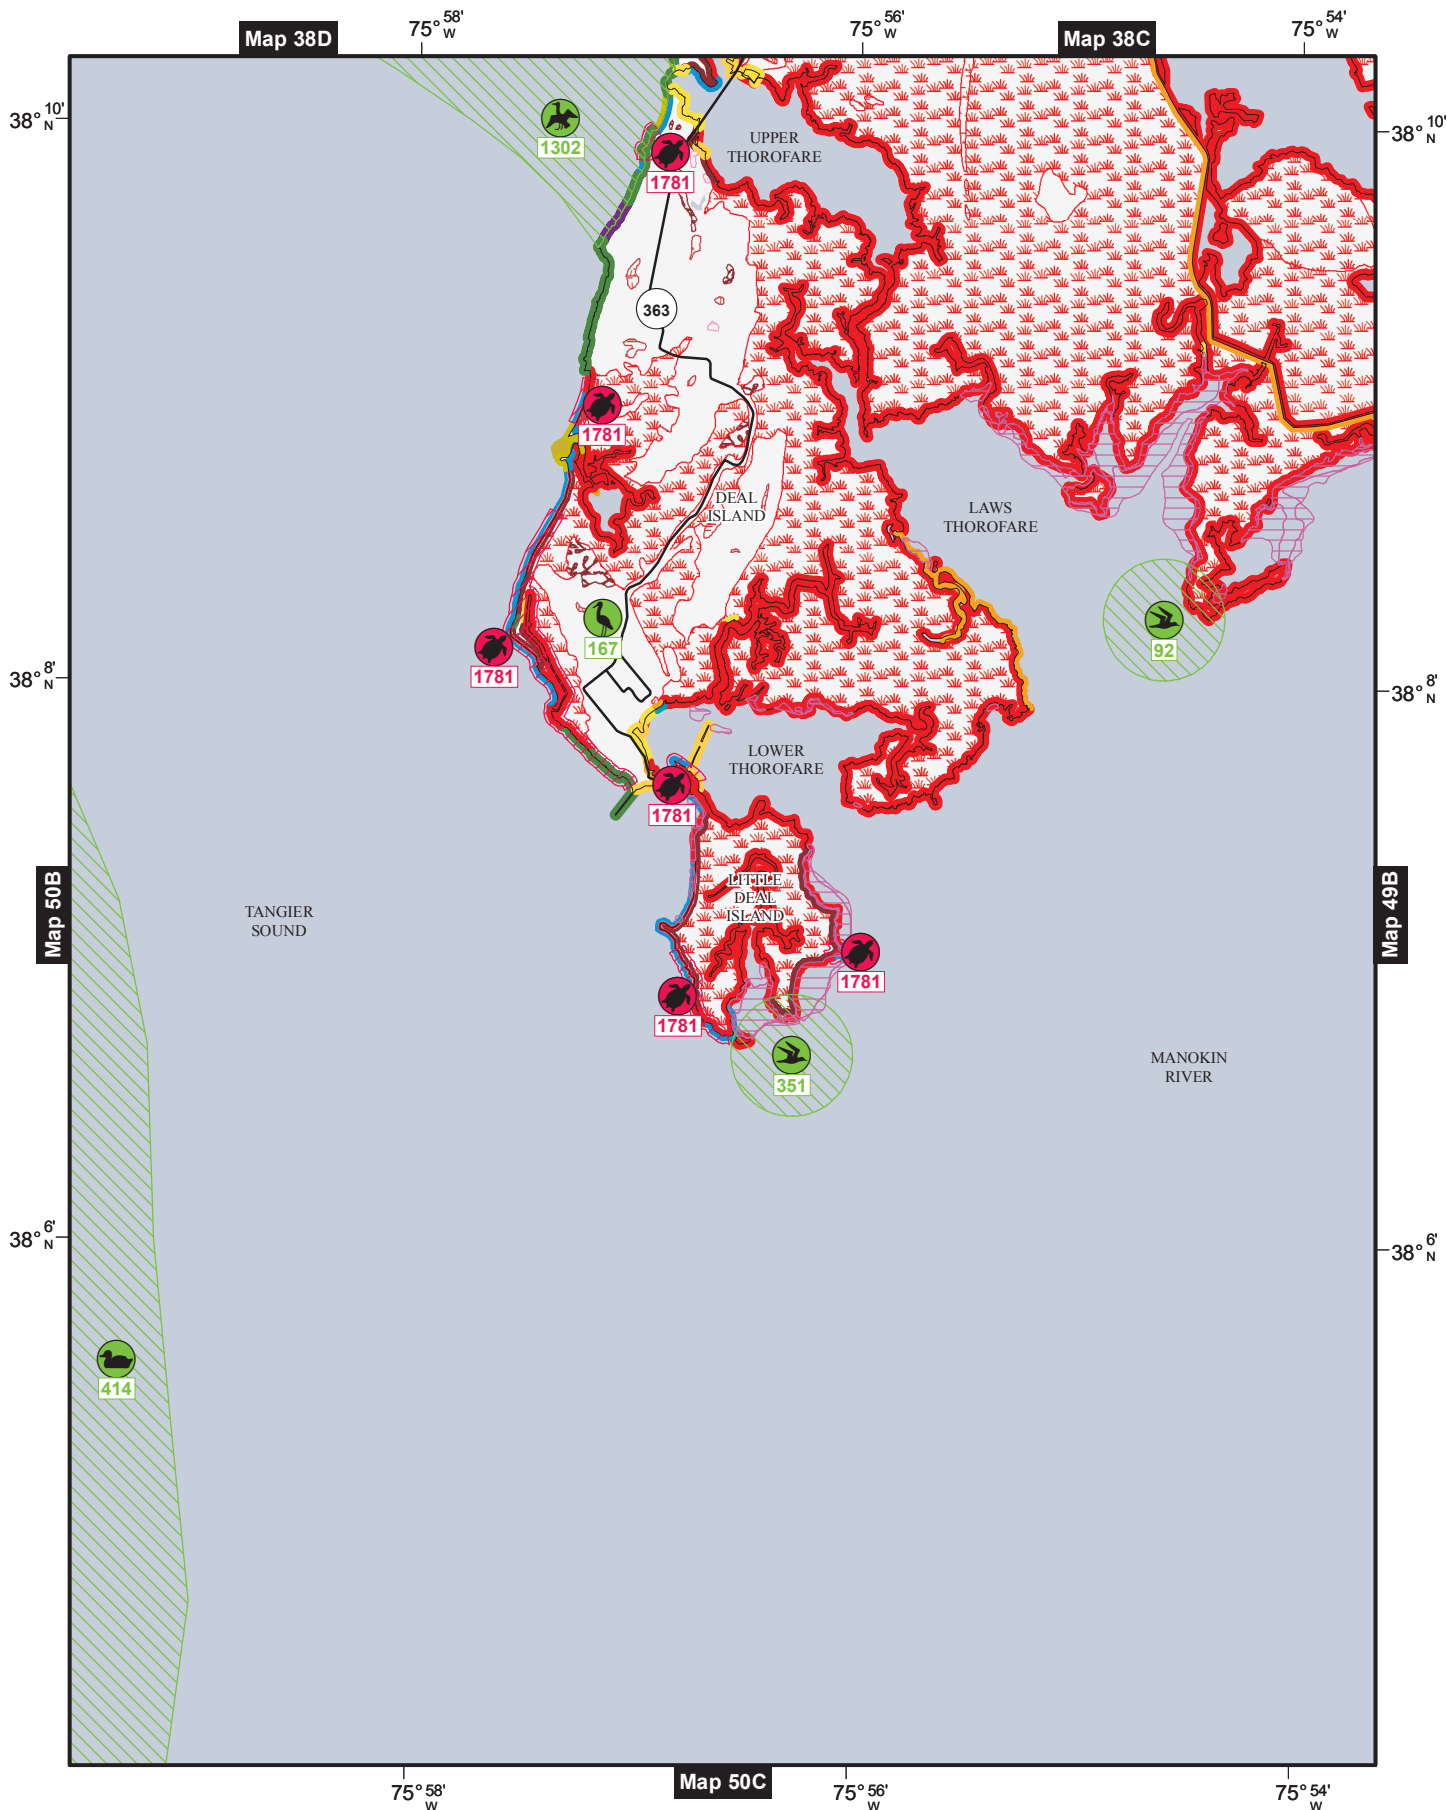 75° 58' W
75° 56' W
75° 54' W
Map 38D
Map 38C
38° 10' N
38° 10' N
1302
UPPER
THOROFARE
1781
363
1781
DEAL
ISLAND
LAWS
THOROFARE
167
92
1781
38° 8' N
38° 8' N
LOWER
THOROFARE
1781
Map 50B
Map 49B
LITTLE
DEAL
ISLAND
TANGIER
SOUND
1781
1781
MANOKIN
RIVER
351
38° 6' N
38° 6' N
414
Map 50C
75° 58' W
75° 56' W
75° 54' W